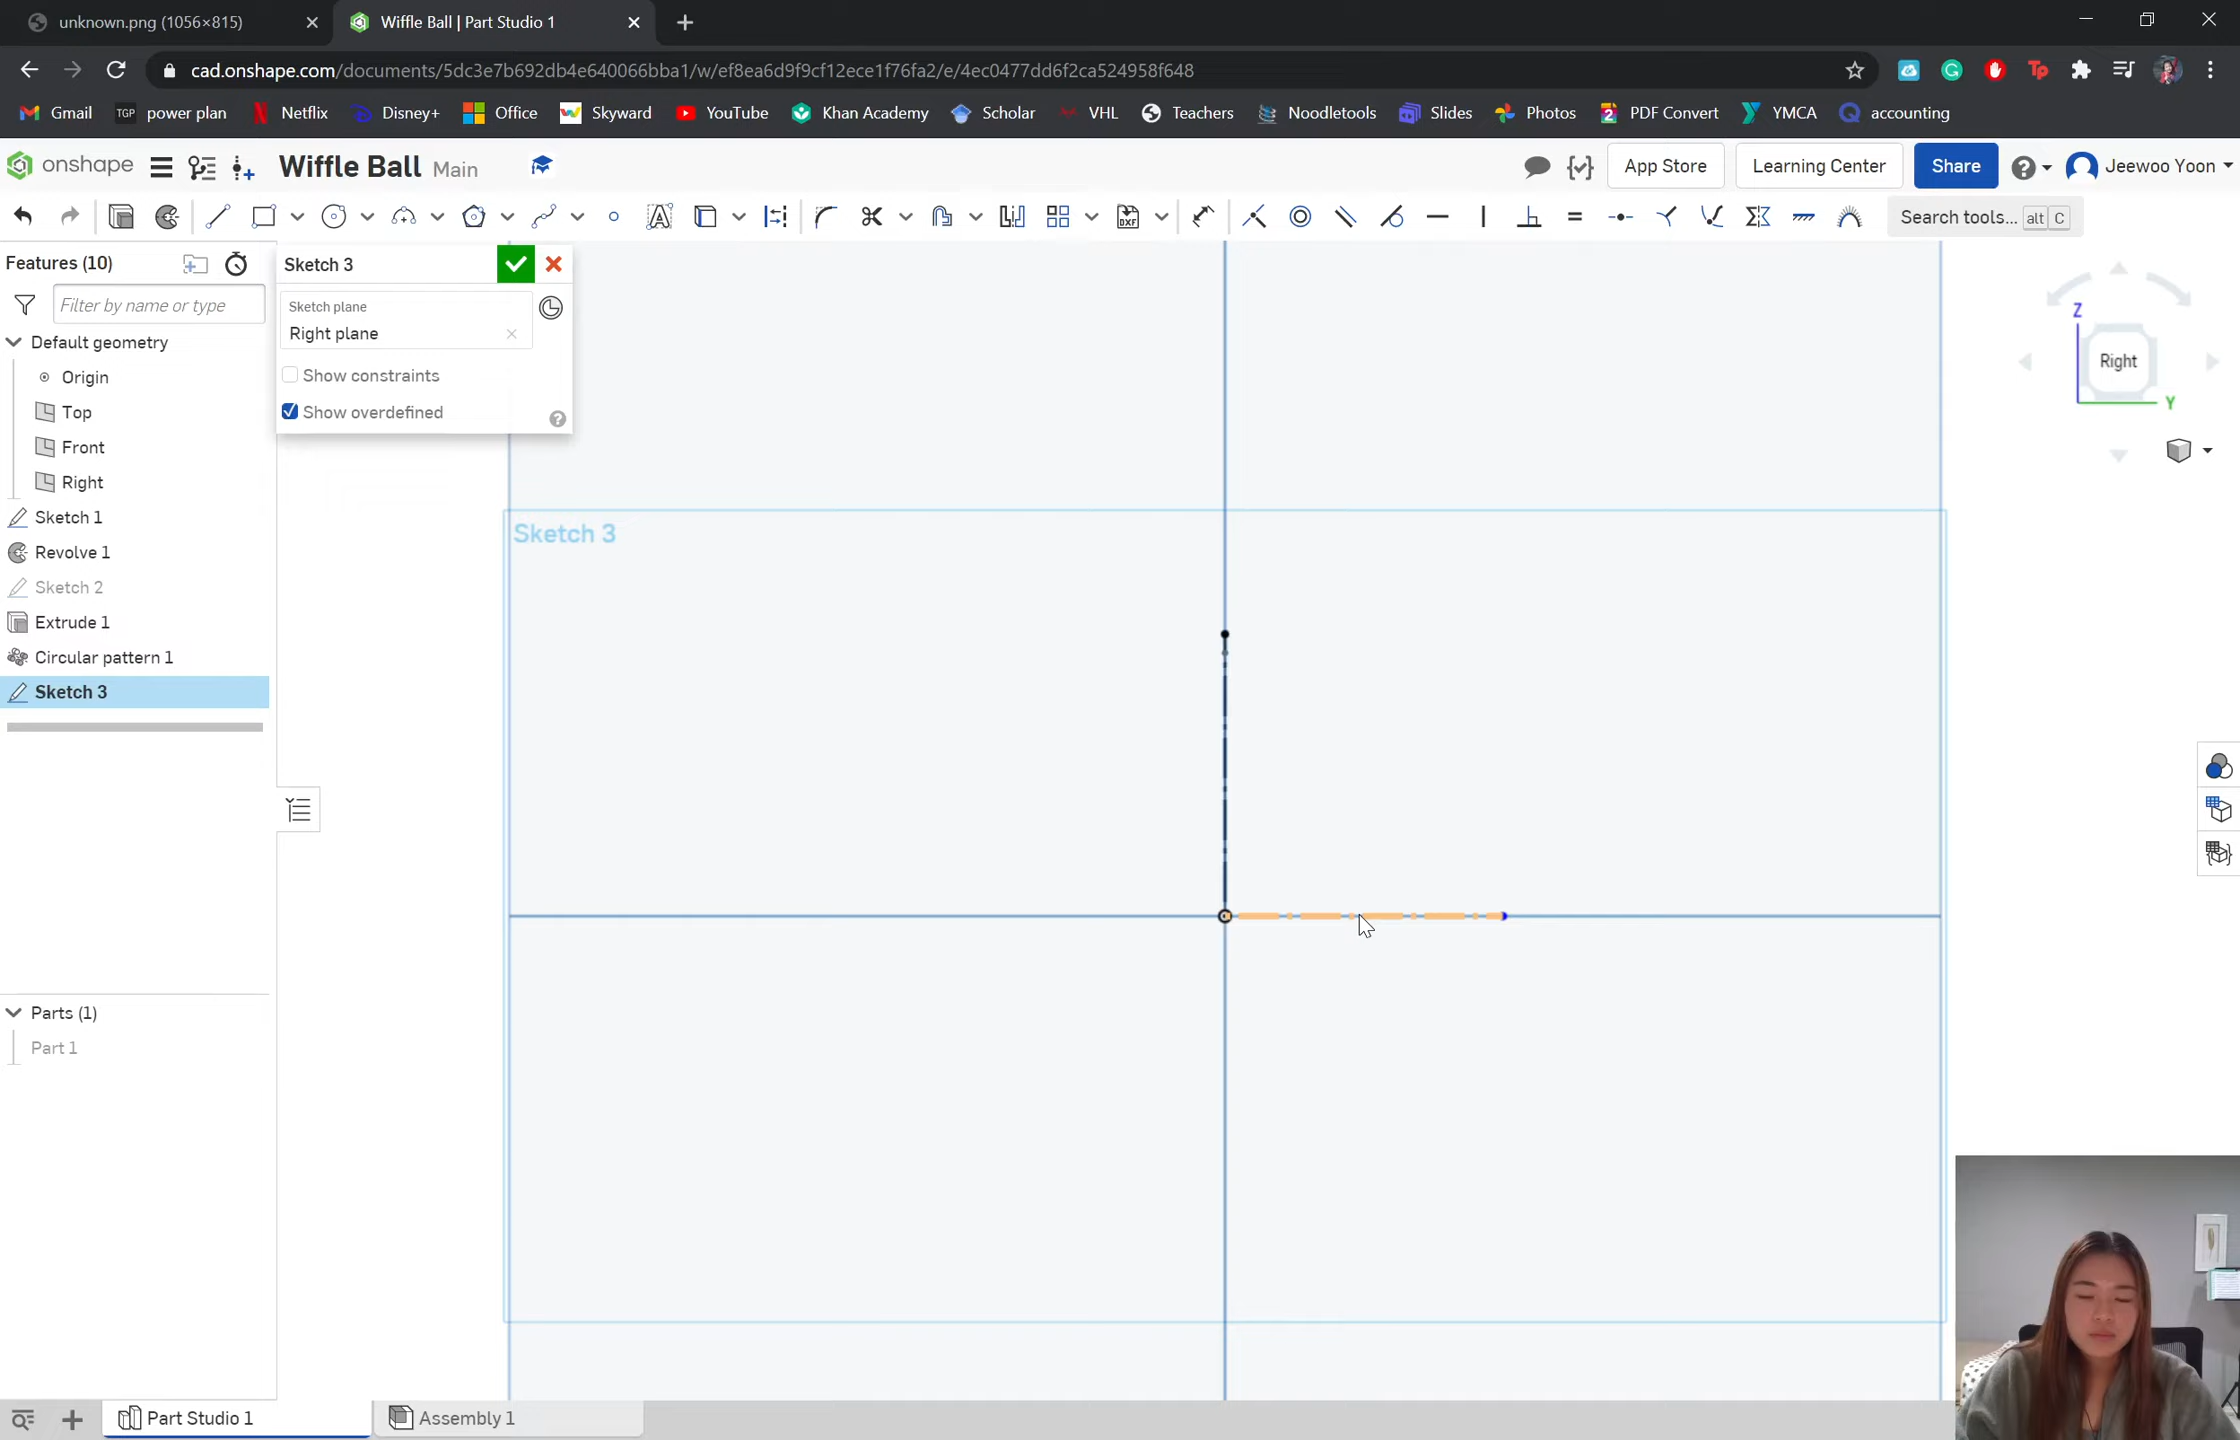 unknown.png (1056×815)
Wiffle Ball | Part Studio 1
cad.onshape.com/documents/5dc3e7b692db4e640066bba1/w/ef8ea6d9f9cf12ece1f76fa2/e/4ec0477dd6f2ca524958f648
Gmail
TGP power plan
Netflix
Disney+
Office
Skyward
YouTube
Khan Academy
Scholar
VHL
Teachers
Noodletools
Slides
Photos
PDF Convert
YMCA
accounting
onshape
Wiffle Ball Main
App Store
Learning Center
Share
Jeewoo Yoon
DXF
Search tools... alt C
Features (10)
Filter by name or type
Default geometry
Origin
Top
Front
Right
Sketch 1
Revolve 1
Sketch 2
Extrude 1
Circular pattern 1
Sketch 3
Parts (1)
Part 1
Sketch 3
Sketch plane
Right plane
Show constraints
Show overdefined
Sketch 3
Z
Right
Y
Part Studio 1
Assembly 1